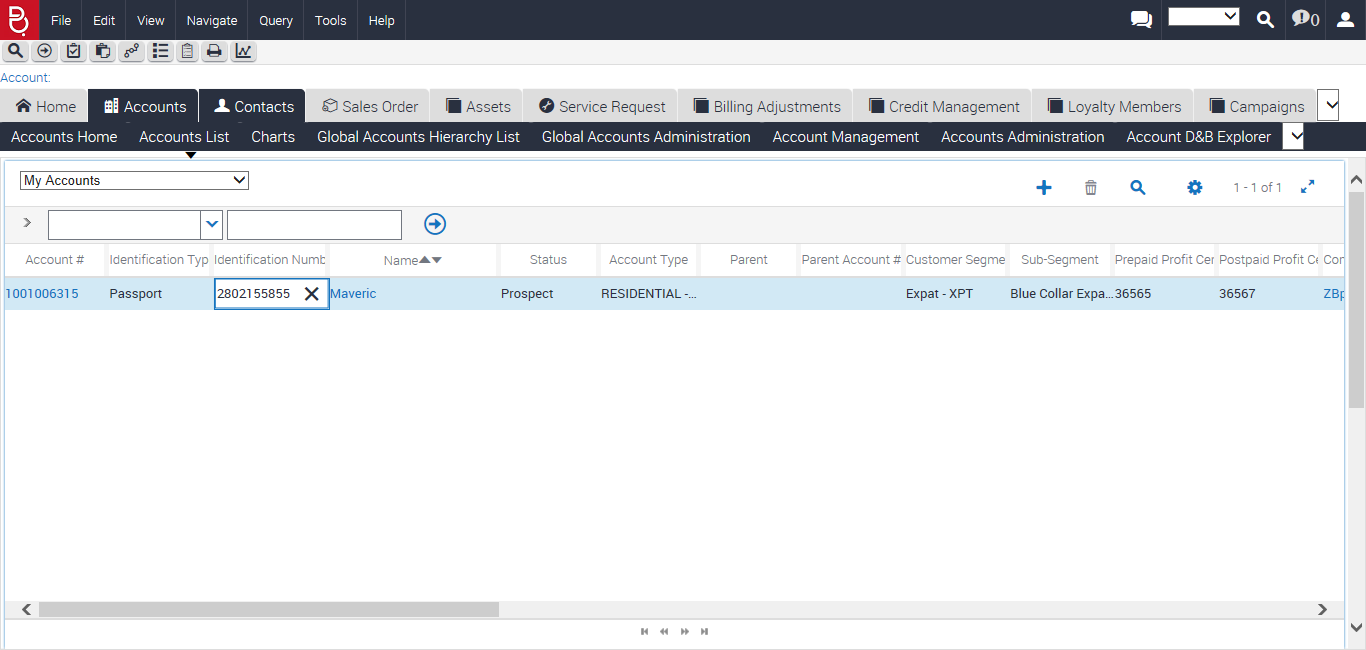 File Edit View Navigate Query Tools Help 0
Account:
Home Accounts Contacts Sales Order Assets Service Request Billing Adjustments Credit Management Loyalty Members Campaigns
Accounts Home Accounts List Charts Global Accounts Hierarchy List Global Accounts Administration Account Management Accounts Administration Account D&B Explorer
My Accounts 1 - 1 of 1
Account # Identification Typ Identification Numb Name Status Account Type Parent Parent Account # Customer Segme Sub-Segment Prepaid Profit Cer Postpaid Profit Ce Con
1001006315 Passport 2802155855 Maveric Prospect RESIDENTIAL -... Expat - XPT Blue Collar Expa... 36565 36567 ZBp